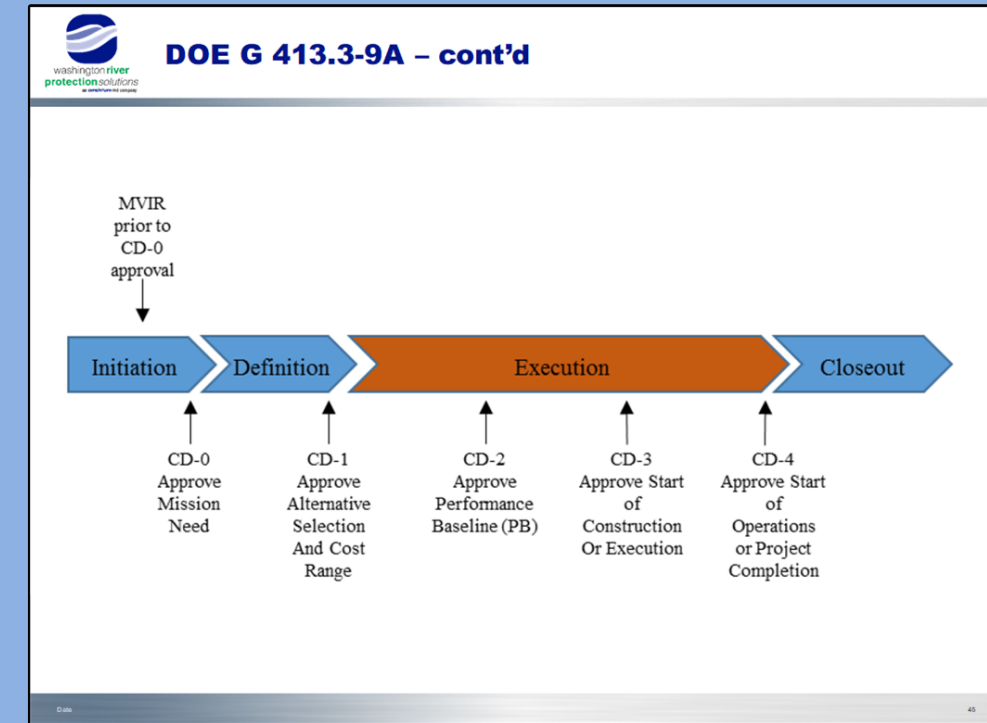 washington river
protection solutions
DOE G 413.3-9A – cont’d
MVIR
prior to
CD-0
approval
Initiation
Definition
Execution
Closeout
CD-0
Approve
Mission
Need
CD-1
Approve
Alternative
Selection
And Cost
Range
CD-2
Approve
Performance
Baseline (PB)
CD-3
Approve Start
of
Construction
Or Execution
CD-4
Approve Start
of
Operations
or Project
Completion
Date
45